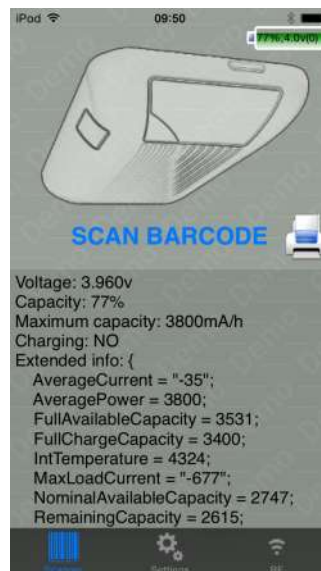 iPod 09:50
77%,4.0v(0)
SCAN BARCODE
Voltage: 3.960v
Capacity: 77%
Maximum capacity: 3800mA/h
Charging: NO
Extended info: {
AverageCurrent = "-35";
AveragePower = 3800;
FullAvailableCapacity = 3531;
FullChargeCapacity = 3400;
IntTemperature = 4324;
MaxLoadCurrent = "-677";
NominalAvailableCapacity = 2747;
RemainingCapacity = 2615;
Settings
RF